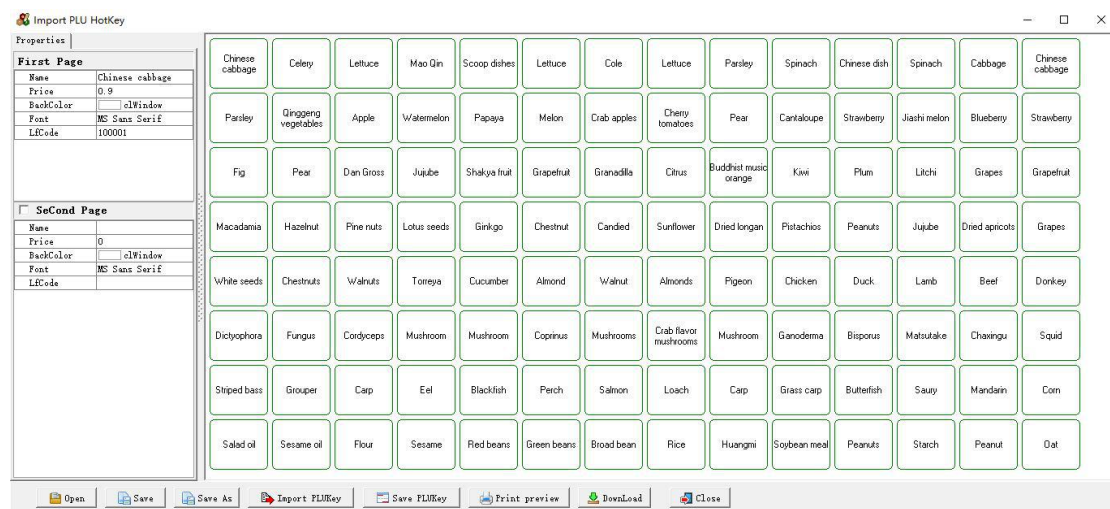 Import PLU HotKey
Properties
First Page
Name Chinese cabbage
Price 0.9
BackColor clWindow
Font MS Sans Serif
LfCode 100001
SeCond Page
Name
Price 0
BackColor clWindow
Font MS Sans Serif
LfCode
Chinese cabbage Celery Lettuce Mao Qin Scoop dishes Lettuce Cole Lettuce Parsley Spinach Chinese dish Spinach Cabbage Chinese cabbage
Parsley Qinggeng vegetables Apple Watermelon Papaya Melon Crab apples Cherry tomatoes Pear Cantaloupe Strawberry Jiashi melon Blueberry Strawberry
Fig Pear Dan Gross Jujube Shakya fruit Grapefruit Granadilla Citrus Buddhist music orange Kiwi Plum Litchi Grapes Grapefruit
Macadamia Hazelnut Pine nuts Lotus seeds Ginkgo Chestnut Candied Sunflower Dried longan Pistachios Peanuts Jujube Dried apricots Grapes
White seeds Chestnuts Walnuts Torreya Cucumber Almond Walnut Almonds Pigeon Chicken Duck Lamb Beef Donkey
Dictyophora Fungus Cordyceps Mushroom Mushroom Coprinus Mushrooms Crab flavor mushrooms Mushroom Ganoderma Bisporus Matsutake Chaxingu Squid
Striped bass Grouper Carp Eel Blackfish Perch Salmon Loach Carp Grass carp Butterfish Saury Mandarin Corn
Salad oil Sesame oil Flour Sesame Red beans Green beans Broad bean Rice Huangmi Soybean meal Peanuts Starch Peanut Oat
Open Save Save As Import PLUKey Save PLUKey Print preview DownLoad Close